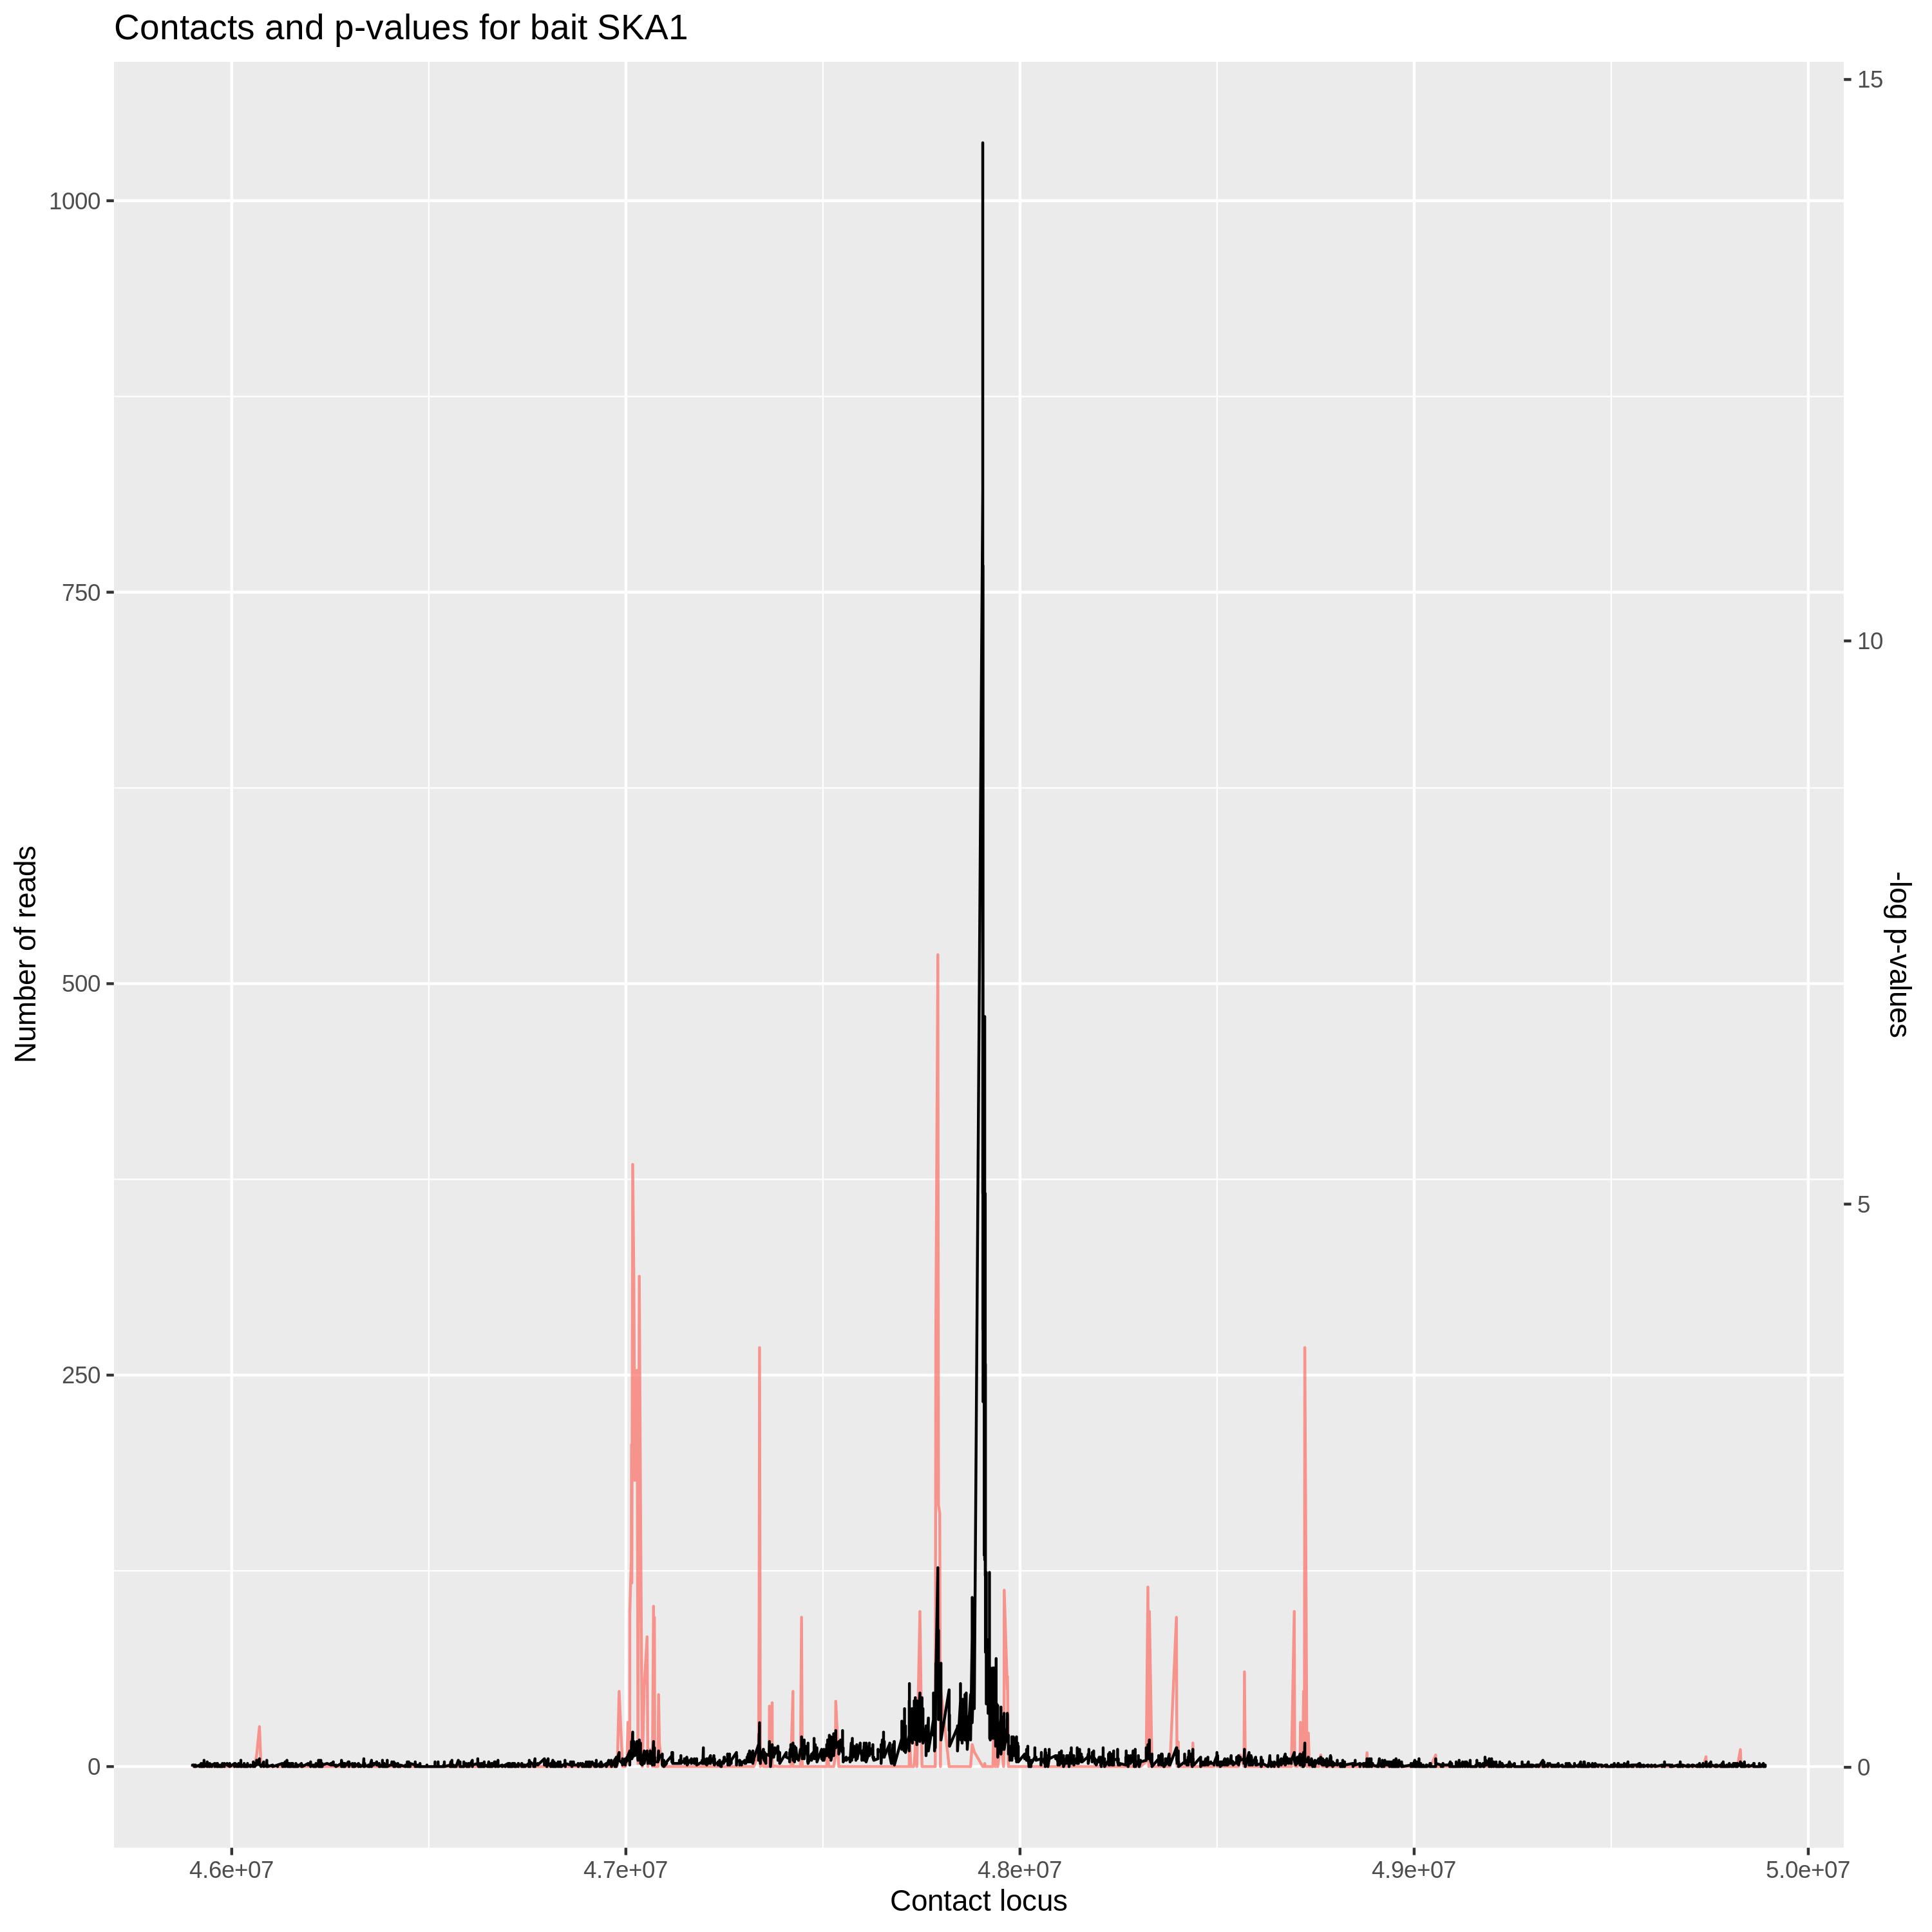 Contacts and p-values for bait SKA1
15
1000
750
10
Number of reads
-log p-values
500
5
250
0
0
4.6e+07
4.7e+07
4.8e+07
4.9e+07
5.0e+07
Contact locus